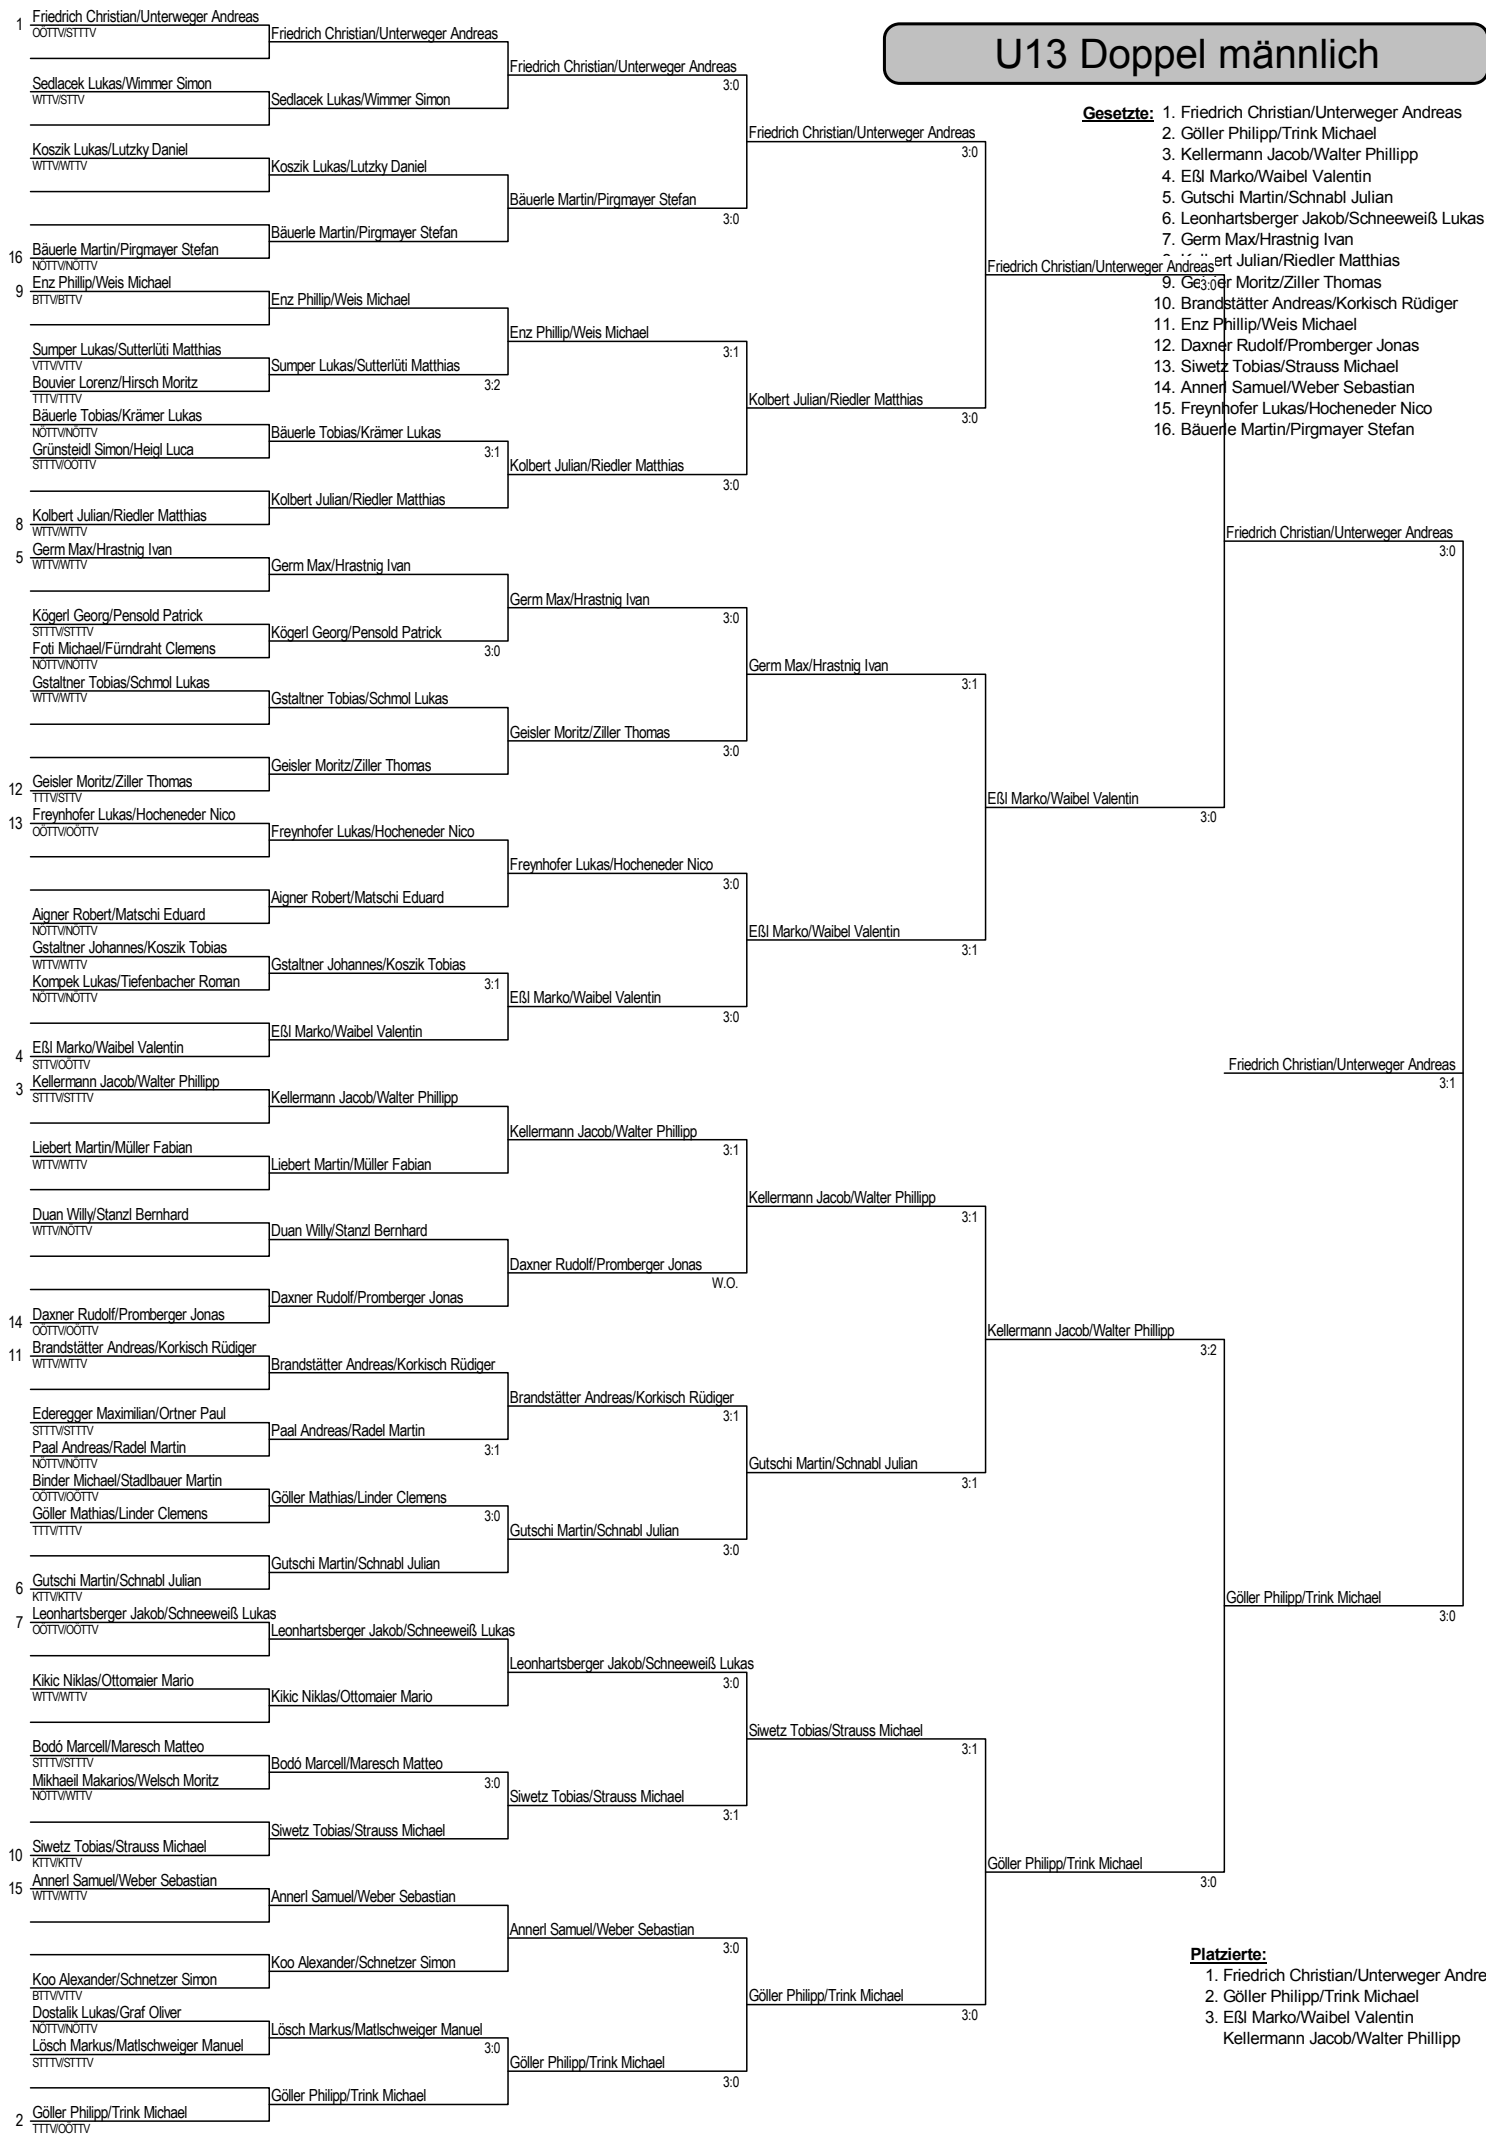 U13 Doppel männlich
Gesetzte: 1. Friedrich Christian/Unterweger Andreas
2. Göller Philipp/Trink Michael
3. Kellermann Jacob/Walter Phillipp
4. Eßl Marko/Waibel Valentin
5. Gutschi Martin/Schnabl Julian
6. Leonhartsberger Jakob/Schneeweiß Lukas
7. Germ Max/Hrastnig Ivan
ert Julian/Riedler Matthias
9. Geisler Moritz/Ziller Thomas
10. Brandstätter Andreas/Korkisch Rüdiger
11. Enz Phillip/Weis Michael
12. Daxner Rudolf/Promberger Jonas
13. Siwetz Tobias/Strauss Michael
14. Annerl Samuel/Weber Sebastian
15. Freynhofer Lukas/Hocheneder Nico
16. Bäuerle Martin/Pirgmayer Stefan
1 Friedrich Christian/Unterweger Andreas
OÖTTV/STTTV
Sedlacek Lukas/Wimmer Simon
WTTV/STTV
Koszik Lukas/Lutzky Daniel
WTTV/WTTV
16 Bäuerle Martin/Pirgmayer Stefan
NÖTTV/NÖTTV
9 Enz Phillip/Weis Michael
BTTV/BTTV
Sumper Lukas/Sutterlüti Matthias
VTTV/VTTV
Bouvier Lorenz/Hirsch Moritz
TTTV/TTTV
Bäuerle Tobias/Krämer Lukas
NÖTTV/NÖTTV
Grünsteidl Simon/Heigl Luca
STTTV/OÖTTV
8 Kolbert Julian/Riedler Matthias
WTTV/WTTV
5 Germ Max/Hrastnig Ivan
WTTV/WTTV
Kögerl Georg/Pensold Patrick
STTTV/STTTV
Foti Michael/Fürndraht Clemens
NÖTTV/NÖTTV
Gstaltner Tobias/Schmol Lukas
WTTV/WTTV
12 Geisler Moritz/Ziller Thomas
TTTV/STTV
13 Freynhofer Lukas/Hocheneder Nico
OÖTTV/OÖTTV
Aigner Robert/Matschi Eduard
NÖTTV/NÖTTV
Gstaltner Johannes/Koszik Tobias
WTTV/WTTV
Kompek Lukas/Tiefenbacher Roman
NÖTTV/NÖTTV
4 Eßl Marko/Waibel Valentin
STTV/OÖTTV
3 Kellermann Jacob/Walter Phillipp
STTTV/STTTV
Liebert Martin/Müller Fabian
WTTV/WTTV
Duan Willy/Stanzl Bernhard
WTTV/NÖTTV
14 Daxner Rudolf/Promberger Jonas
OÖTTV/OÖTTV
11 Brandstätter Andreas/Korkisch Rüdiger
WTTV/WTTV
Ederegger Maximilian/Ortner Paul
STTTV/STTTV
Paal Andreas/Radel Martin
NÖTTV/NÖTTV
Binder Michael/Stadlbauer Martin
OÖTTV/OÖTTV
Göller Mathias/Linder Clemens
TTTV/TTTV
6 Gutschi Martin/Schnabl Julian
KTTV/KTTV
7 Leonhartsberger Jakob/Schneeweiß Lukas
OÖTTV/OÖTTV
Kikic Niklas/Ottomaier Mario
WTTV/WTTV
Bodó Marcell/Maresch Matteo
STTTV/STTTV
Mikhaeil Makarios/Welsch Moritz
NÖTTV/WTTV
10 Siwetz Tobias/Strauss Michael
KTTV/KTTV
15 Annerl Samuel/Weber Sebastian
WTTV/WTTV
Koo Alexander/Schnetzer Simon
BTTV/VTTV
Dostalik Lukas/Graf Oliver
NÖTTV/NÖTTV
Lösch Markus/Matlschweiger Manuel
STTTV/STTTV
2 Göller Philipp/Trink Michael
TTTV/OÖTTV
Friedrich Christian/Unterweger Andreas
Sedlacek Lukas/Wimmer Simon
Koszik Lukas/Lutzky Daniel
Bäuerle Martin/Pirgmayer Stefan
Enz Phillip/Weis Michael
Sumper Lukas/Sutterlüti Matthias
3:2
Bäuerle Tobias/Krämer Lukas
3:1
Kolbert Julian/Riedler Matthias
Germ Max/Hrastnig Ivan
Kögerl Georg/Pensold Patrick
3:0
Gstaltner Tobias/Schmol Lukas
Geisler Moritz/Ziller Thomas
Freynhofer Lukas/Hocheneder Nico
Aigner Robert/Matschi Eduard
Gstaltner Johannes/Koszik Tobias
3:1
Eßl Marko/Waibel Valentin
Kellermann Jacob/Walter Phillipp
Liebert Martin/Müller Fabian
Duan Willy/Stanzl Bernhard
Daxner Rudolf/Promberger Jonas
Brandstätter Andreas/Korkisch Rüdiger
Paal Andreas/Radel Martin
3:1
Göller Mathias/Linder Clemens
3:0
Gutschi Martin/Schnabl Julian
Leonhartsberger Jakob/Schneeweiß Lukas
Kikic Niklas/Ottomaier Mario
Bodó Marcell/Maresch Matteo
3:0
Siwetz Tobias/Strauss Michael
Annerl Samuel/Weber Sebastian
Koo Alexander/Schnetzer Simon
Lösch Markus/Matlschweiger Manuel
3:0
Göller Philipp/Trink Michael
Friedrich Christian/Unterweger Andreas
3:0
Bäuerle Martin/Pirgmayer Stefan
3:0
Enz Phillip/Weis Michael
3:1
Kolbert Julian/Riedler Matthias
3:0
Germ Max/Hrastnig Ivan
3:0
Geisler Moritz/Ziller Thomas
3:0
Freynhofer Lukas/Hocheneder Nico
3:0
Eßl Marko/Waibel Valentin
3:0
Kellermann Jacob/Walter Phillipp
3:1
Daxner Rudolf/Promberger Jonas
W.O.
Brandstätter Andreas/Korkisch Rüdiger
3:1
Gutschi Martin/Schnabl Julian
3:0
Leonhartsberger Jakob/Schneeweiß Lukas
3:0
Siwetz Tobias/Strauss Michael
3:1
Annerl Samuel/Weber Sebastian
3:0
Göller Philipp/Trink Michael
3:0
Friedrich Christian/Unterweger Andreas
3:0
Kolbert Julian/Riedler Matthias
3:0
Germ Max/Hrastnig Ivan
3:1
Eßl Marko/Waibel Valentin
3:1
Kellermann Jacob/Walter Phillipp
3:1
Gutschi Martin/Schnabl Julian
3:1
Siwetz Tobias/Strauss Michael
3:1
Göller Philipp/Trink Michael
3:0
Friedrich Christian/Unterweger Andreas
3:0
Eßl Marko/Waibel Valentin
3:0
Kellermann Jacob/Walter Phillipp
3:2
Göller Philipp/Trink Michael
3:0
Friedrich Christian/Unterweger Andreas
3:0
Göller Philipp/Trink Michael
3:0
Friedrich Christian/Unterweger Andreas
3:1
Platzierte:
1. Friedrich Christian/Unterweger Andre
2. Göller Philipp/Trink Michael
3. Eßl Marko/Waibel Valentin
Kellermann Jacob/Walter Phillipp